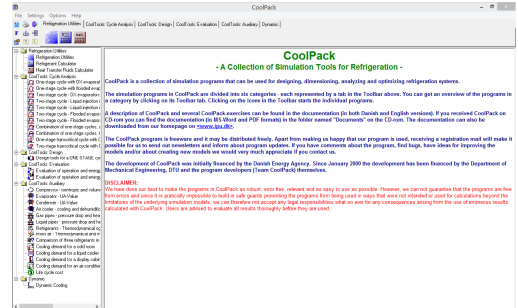 CoolPack
File Settings Options Help
Refrigeration Utilities CoolTools: Cycle Analysis CoolTools: Design CoolTools: Evaluation CoolTools: Auxiliary Dynamic
Refrigeration Utilities
Refrigeration Utilities
Refrigerant Calculator
Heat Transfer Fluids Calculator
CoolTools: Cycle Analysis
One-stage cycle with DX evaporator
One-stage cycle with flooded evap
One-stage cycle with DX evaporator
Two-stage cycle - Liquid injection i
Two-stage cycle - Liquid injection i
Two-stage cycle - Flooded evapor
Two-stage cycle - Flooded evapor
Combination of one-stage cycles,
Combination of one-stage cycles,
One-stage transcritical cycle with D
Two-stage transcritical cycle with D
CoolTools: Design
Design tools for a ONE-STAGE cyc
CoolTools: Evaluation
Evaluation of operation and energy
Evaluation of operation and energy
CoolTools: Auxiliary
Compressor - isentropic and volum
Evaporator - UA-Value
Condenser - UA-Value
Air cooler - cooling and dehumidific
Gas pipes - pressure drop and hea
Liquid pipes - pressure drop and he
Refrigerants - Thermodynamical pr
Moist air - Thermodynamical and t
Comparison of three refrigerants in
Cooling demand for a cold room
Cooling demand for a liquid cooler
Cooling demand for a display cabin
Cooling demand for an air-condition
Life cycle cost
Dynamic
Dynamic Cooling
CoolPack
- A Collection of Simulation Tools for Refrigeration -
CoolPack is a collection of simulation programs that can be used for designing, dimensioning, analyzing and optimizing refrigeration systems.
The simulation programs in CoolPack are divided into six categories - each represented by a tab in the Toolbar above. You can get an overview of the programs in
a category by clicking on its Toolbar tab. Clicking on the icons in the Toolbar starts the individual programs.
A description of CoolPack and several CoolPack exercises can be found in the documentation (in both Danish and English versions). If you received CoolPack on
CD-rom you can find the documentation (in MS-Word and PDF formats) in the folder named "Documents" on the CD-rom. The documentation can also be
downloaded from our homepage on <www.ipu.dk>.
The CoolPack program is freeware and it may be distributed freely. Apart from making us happy that our program is used, receiving a registration mail will make it
possible for us to send out newsletters and inform about program updates. If you have comments about the program, find bugs, have ideas for improving the
models and/or about creating new models we would very much appreciate if you contact us.
The development of CoolPack was initially financed by the Danish Energy Agency. Since January 2000 the development has been financed by the Department of
Mechanical Engineering, DTU and the program developers (Team CoolPack) themselves.
DISCLAIMER:
We have done our best to make the programs in CoolPack as robust, error free, relevant and as easy to use as possible. However, we can not guarantee that the programs are free
from errors and since it is pratically impossible to build in safe guards preventing the programs from being used in ways that were not intended or used for calculations beyond the
limitations of the underlying simulation models, we can therefore not accept any legal responsibilities what so ever for any consequences arising from the use of erroneous results
calculated with CoolPack. Users are advised to evaluate all results thoroughly before they are used.